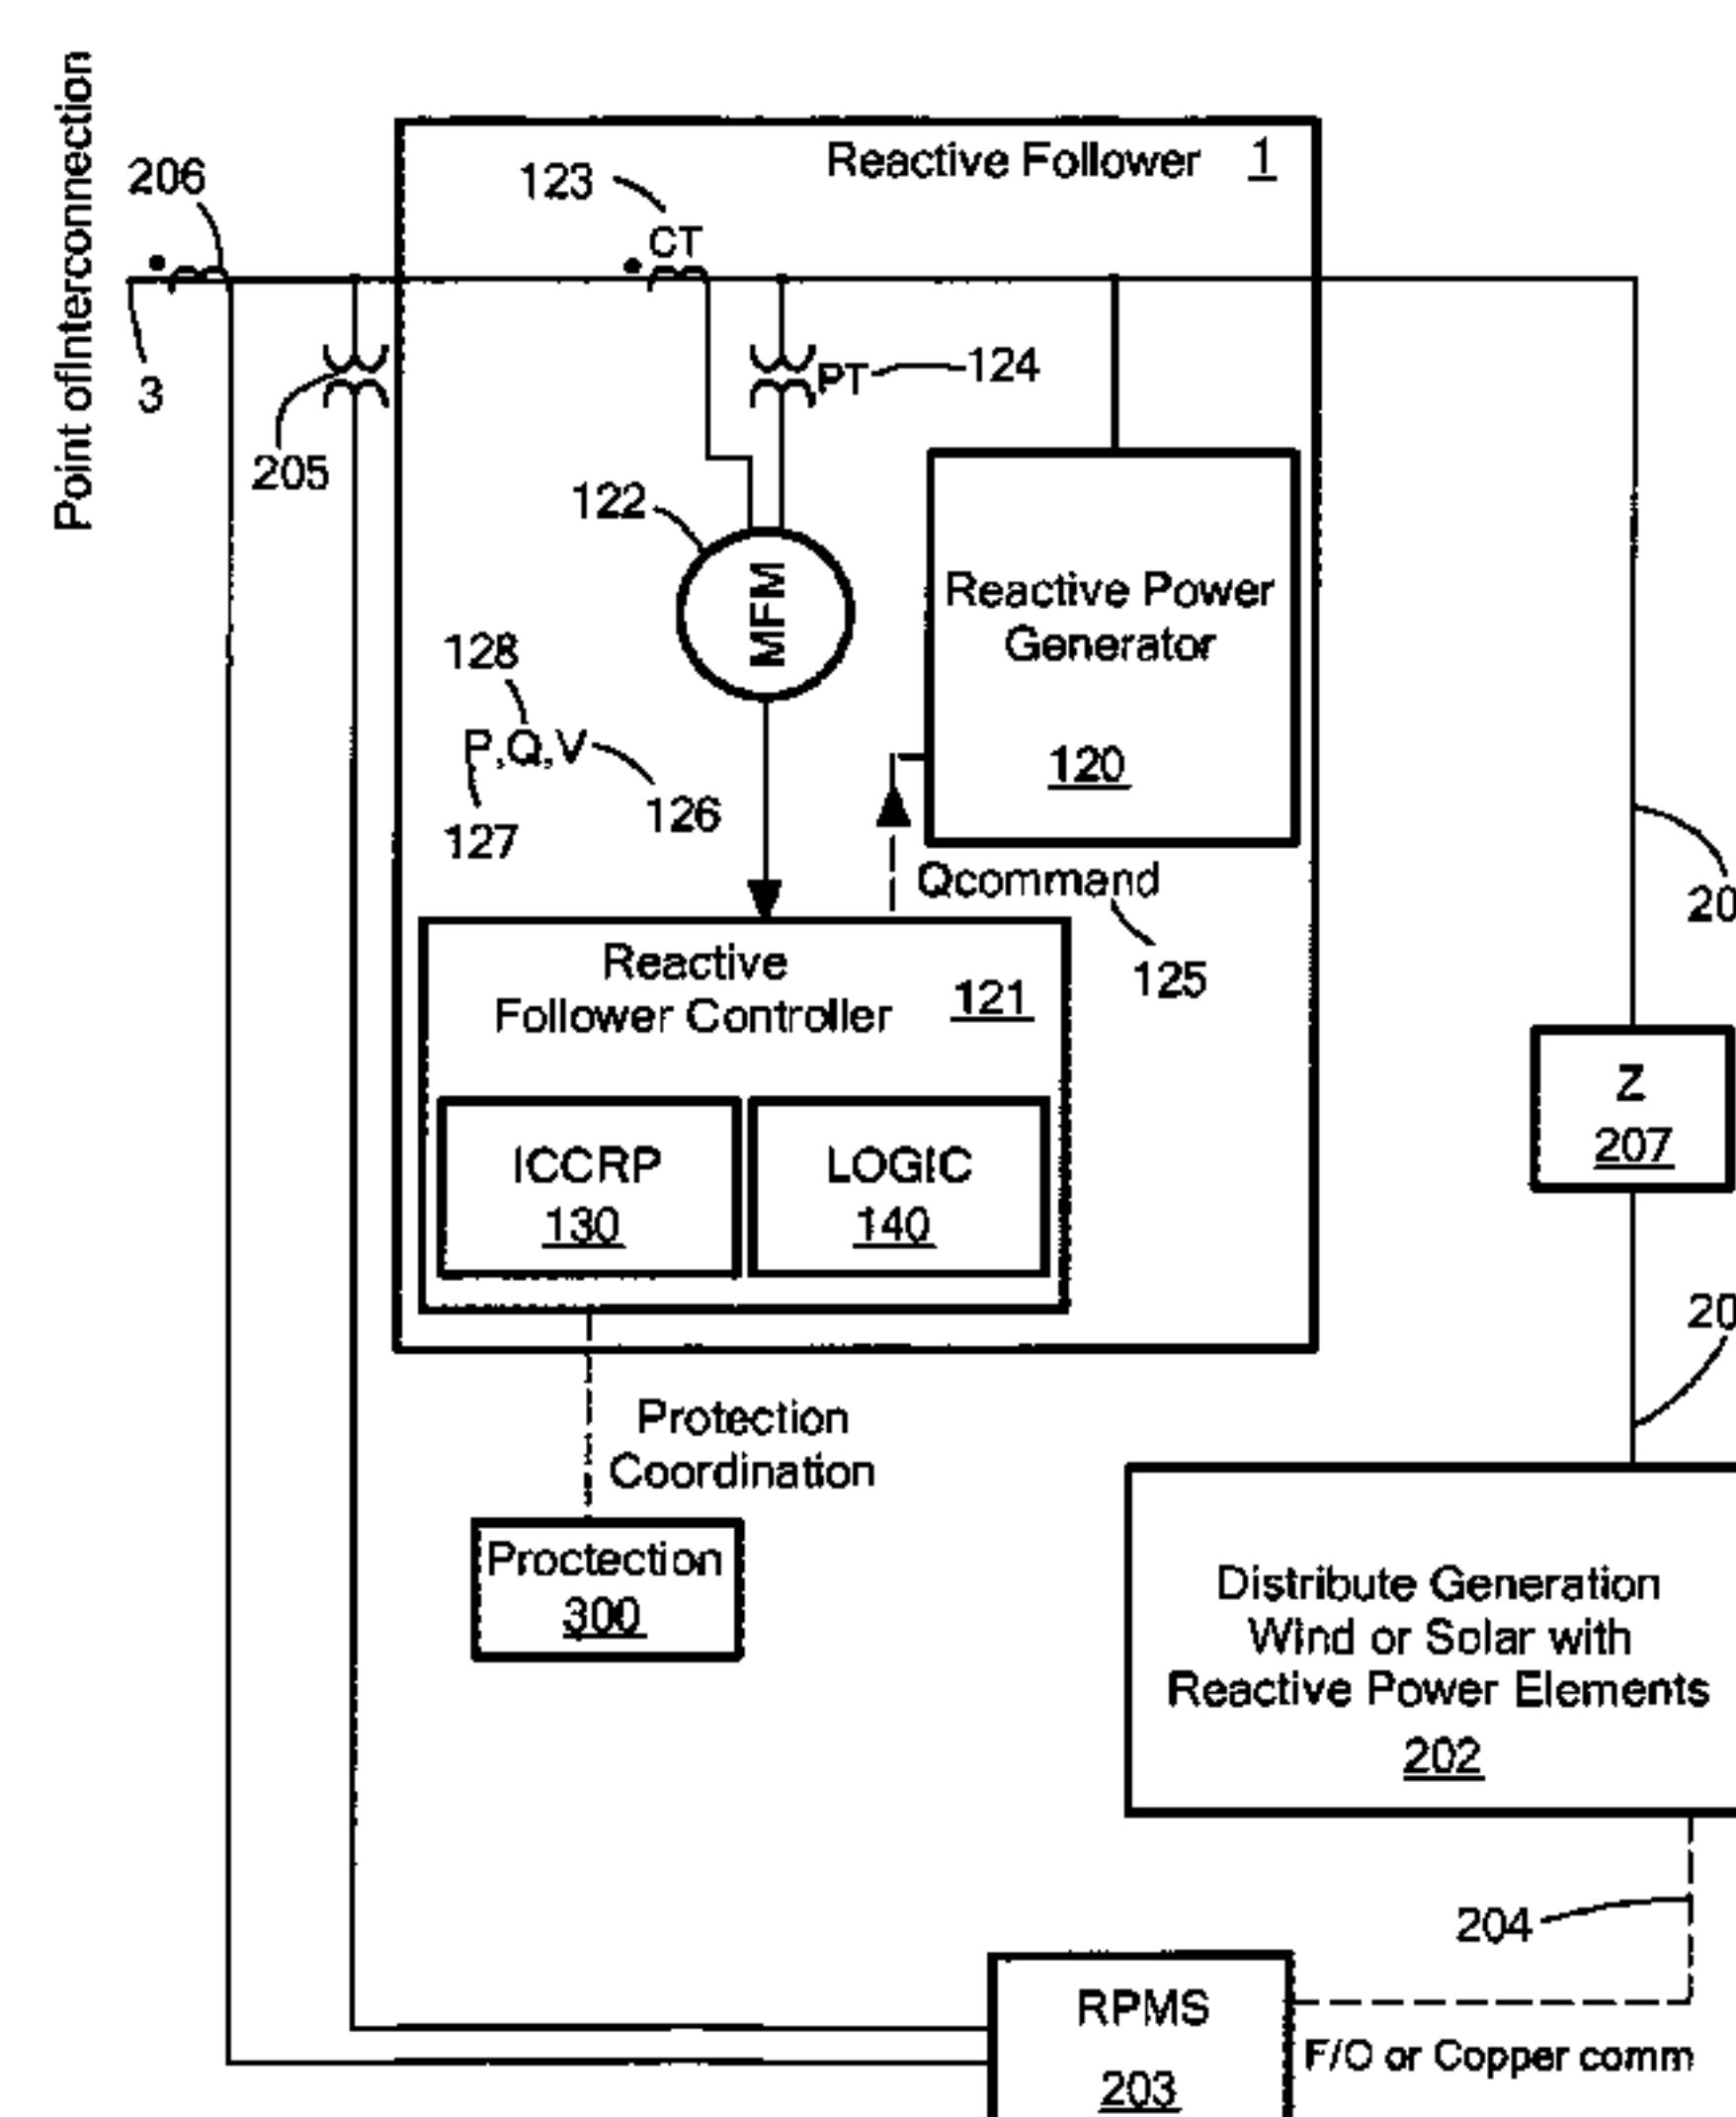 Point ofInterconnection
206
3
205
Reactive Follower 1
123
CT
PT
124
122
MFM
128
P,Q,V
127
126
Reactive Power
Generator
120
Qcommand
125
Reactive
Follower Controller
121
ICCRP
130
LOGIC
140
Protection
Coordination
Proctection
300
20
Z
207
20
Distribute Generation
Wind or Solar with
Reactive Power Elements
202
204
RPMS
203
F/O or Copper comm